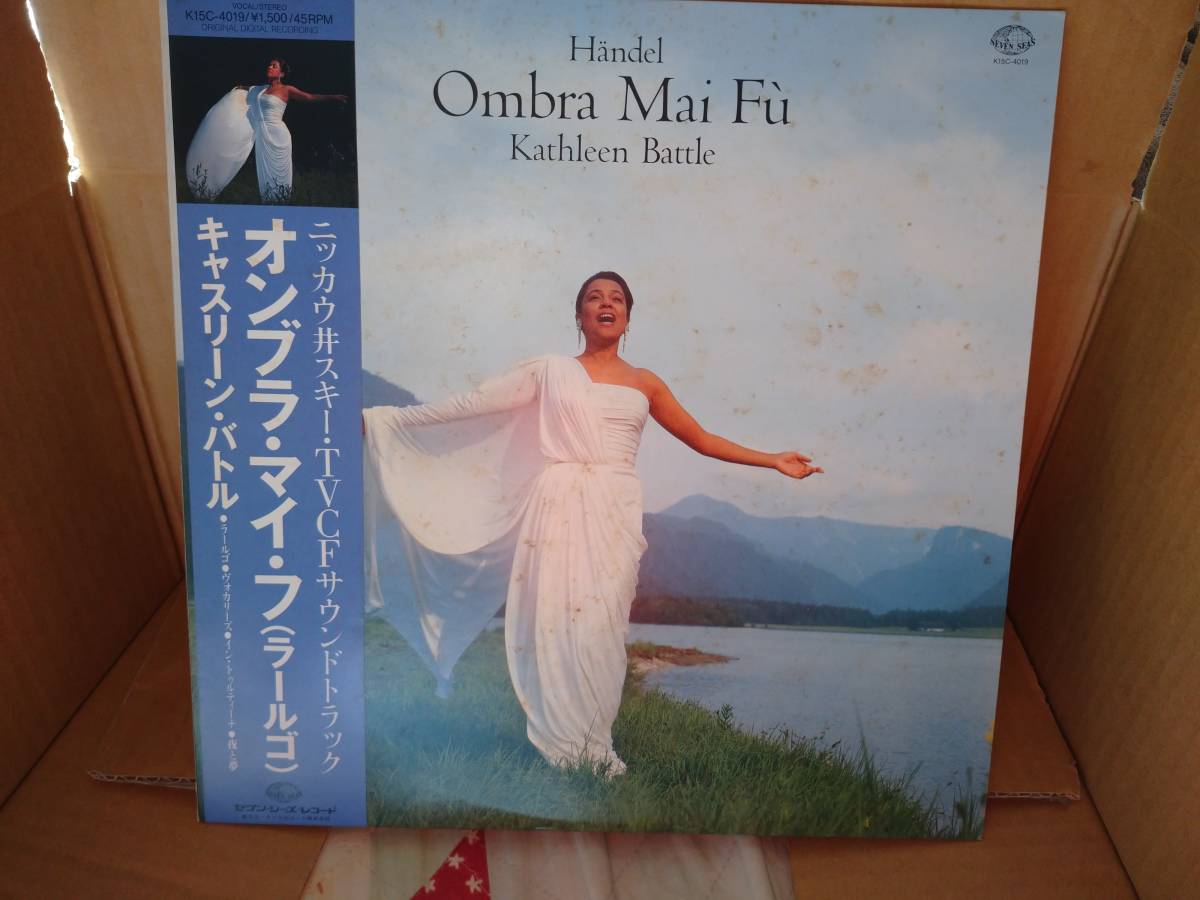 VOCAL/STEREO
K15C-4019/¥1,500/45RPM
ORIGINAL DIGITAL RECORDING
ニッカウ井スキー・TVCFサウンドトラック
オンブラ・マイ・フ(ラールゴ)
キャスリーン・バトル
●ラールゴ●ヴォカリーズ●イン・トゥルティーナ●夜と夢
SEVEN SEAS
セブン・シーズ・レコード
Händel
Ombra Mai Fù
Kathleen Battle
SEVEN SEAS
K15C-4019